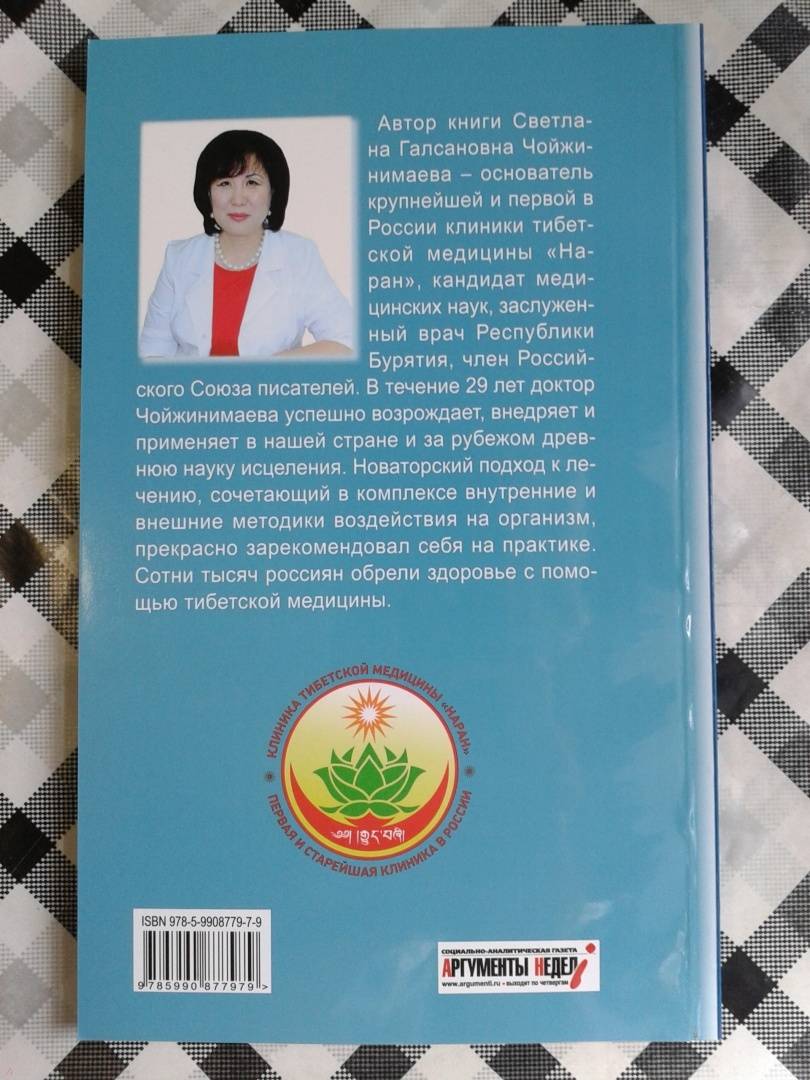 Автор книги Светла-
на Галсановна Чойжи-
нимаева – основатель
крупнейшей и первой в
России клиники тибет-
ской медицины «На-
ран», кандидат меди-
цинских наук, заслужен-
ный врач Республики
Бурятия, член Россий-
ского Союза писателей. В течение 29 лет доктор
Чойжинимаева успешно возрождает, внедряет и
применяет в нашей стране и за рубежом древ-
нюю науку исцеления. Новаторский подход к ле-
чению, сочетающий в комплексе внутренние и
внешние методики воздействия на организм,
прекрасно зарекомендовал себя на практике.
Сотни тысяч россиян обрели здоровье с помо-
щью тибетской медицины.
КЛИНИКА ТИБЕТСКОЙ МЕДИЦИНЫ «НАРАН»
ПЕРВАЯ И СТАРЕЙШАЯ КЛИНИКА В РОССИИ
ISBN 978-5-9908779-7-9
9 785990 877979 >
СОЦИАЛЬНО-АНАЛИТИЧЕСКАЯ ГАЗЕТА
АРГУМЕНТЫ НЕДЕЛИ
www.argumenti.ru - выходит по четвергам